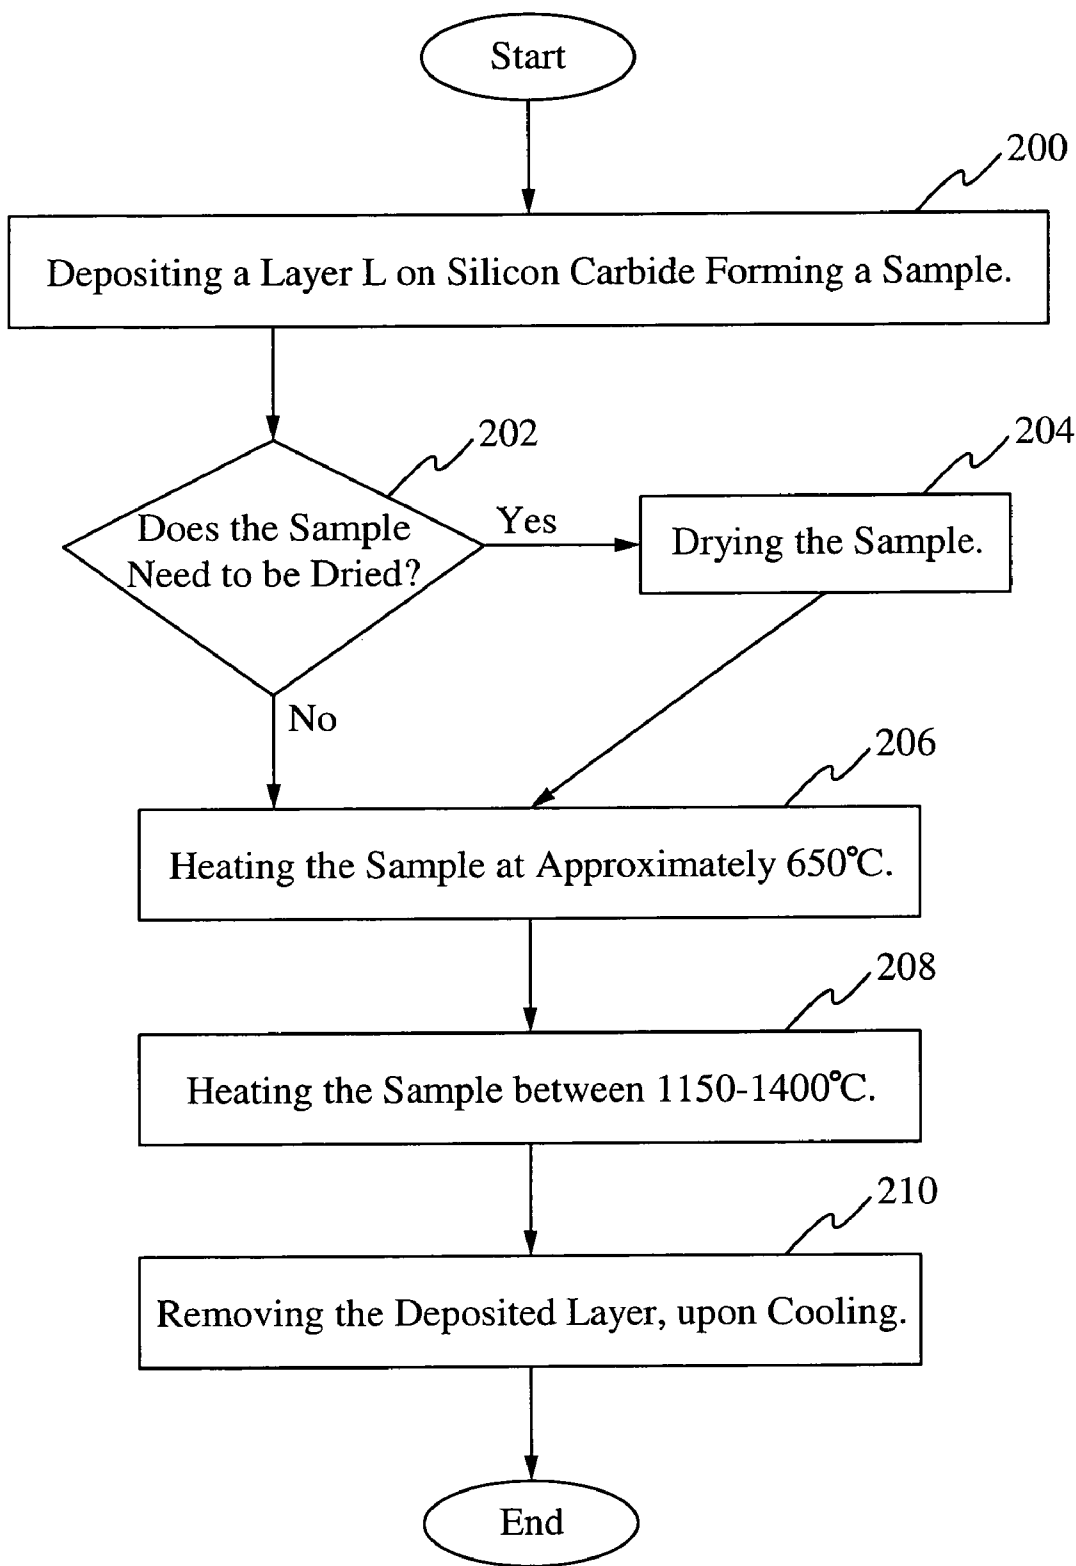 Start
200
Depositing a Layer L on Silicon Carbide Forming a Sample.
202
204
Does the Sample
Need to be Dried?
Yes
Drying the Sample.
No
206
Heating the Sample at Approximately 650°C.
208
Heating the Sample between 1150-1400°C.
210
Removing the Deposited Layer, upon Cooling.
End